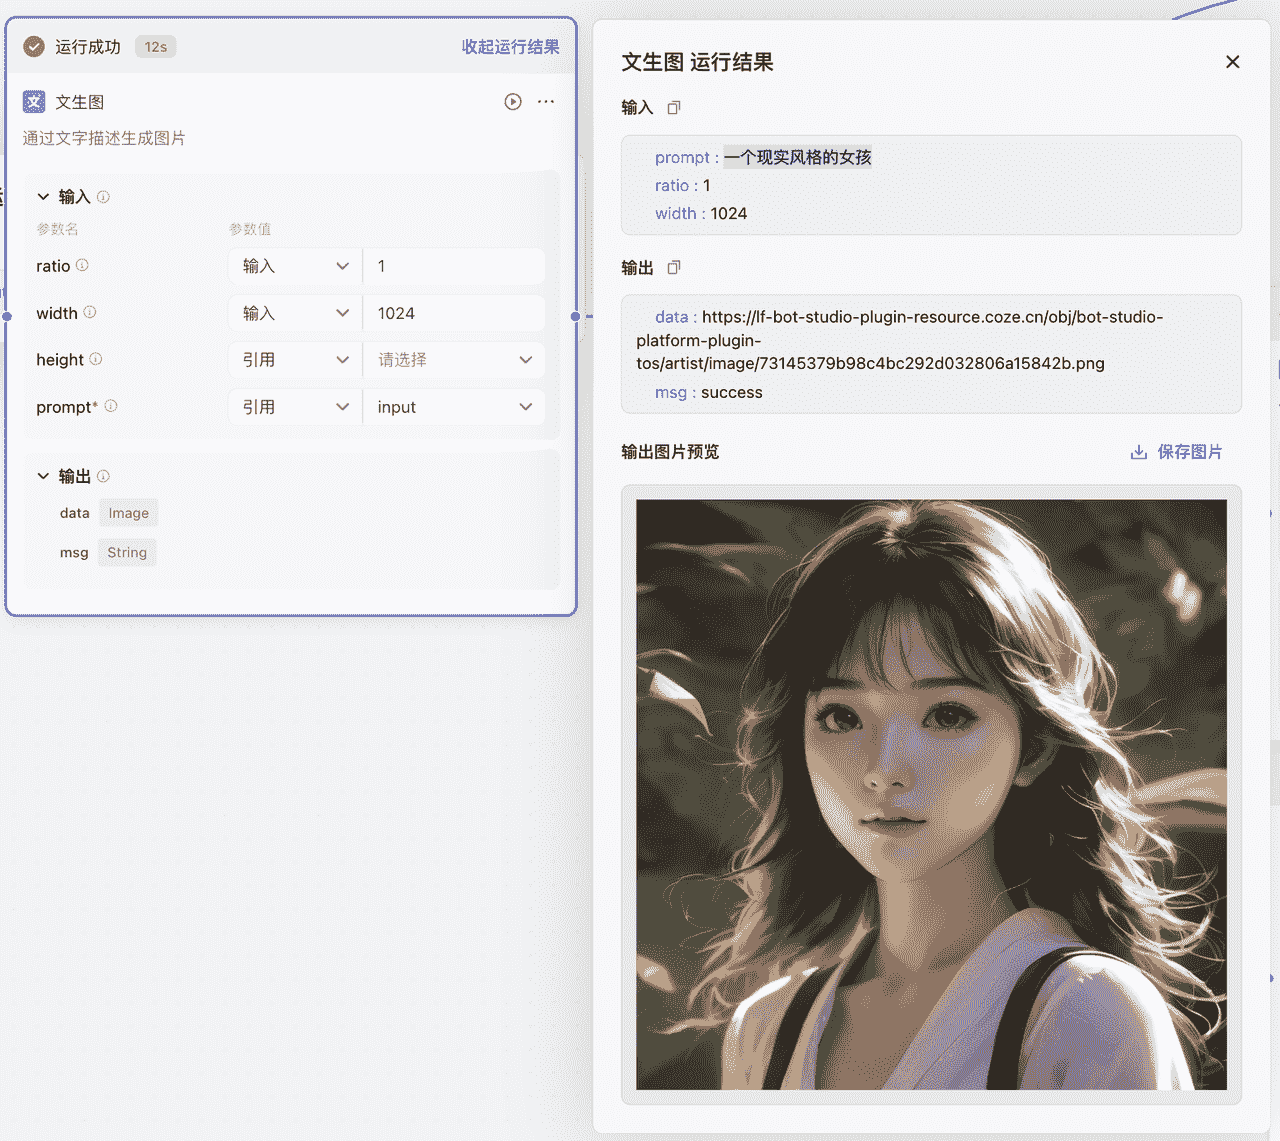 运行成功 12s 收起运行结果
文生图
通过文字描述生成图片
输入
参数名 参数值
ratio 输入 1
width 输入 1024
height 引用 请选择
prompt* 引用 input
输出
data Image
msg String
文生图 运行结果
输入
prompt : 一个现实风格的女孩
ratio : 1
width : 1024
输出
data : https://lf-bot-studio-plugin-resource.coze.cn/obj/bot-studio-
platform-plugin-
tos/artist/image/73145379b98c4bc292d032806a15842b.png
msg : success
输出图片预览 保存图片